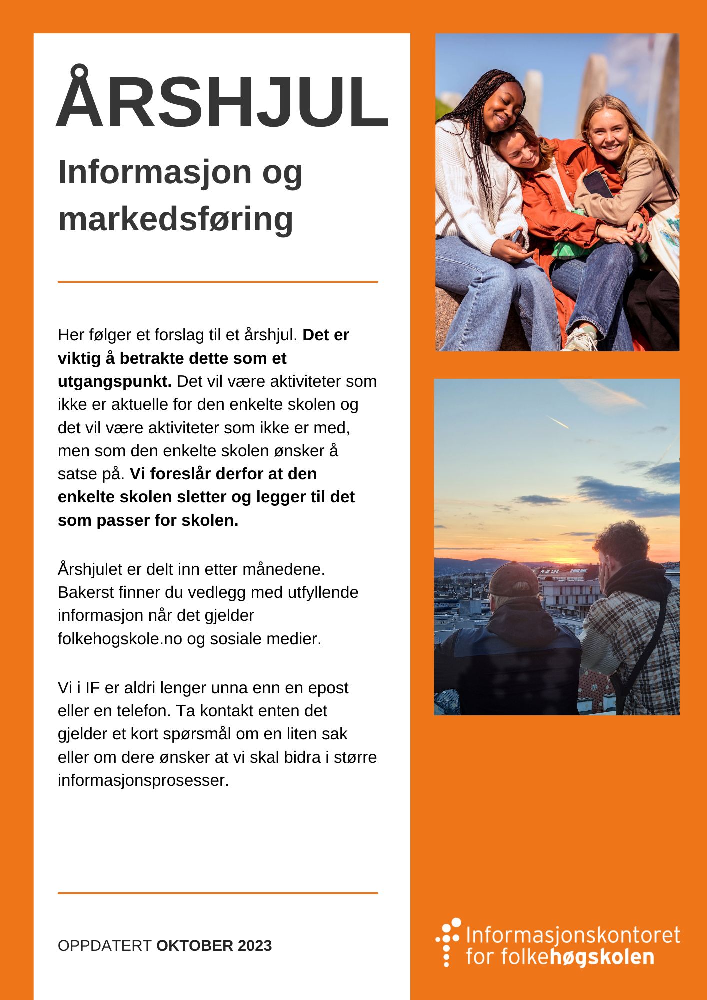 ÅRSHJUL
Informasjon og
markedsføring
Her følger et forslag til et årshjul. Det er
viktig å betrakte dette som et
utgangspunkt. Det vil være aktiviteter som
ikke er aktuelle for den enkelte skolen og
det vil være aktiviteter som ikke er med,
men som den enkelte skolen ønsker å
satse på. Vi foreslår derfor at den
enkelte skolen sletter og legger til det
som passer for skolen.
Årshjulet er delt inn etter månedene.
Bakerst finner du vedlegg med utfyllende
informasjon når det gjelder
folkehogskole.no og sosiale medier.
Vi i IF er aldri lenger unna enn en epost
eller en telefon. Ta kontakt enten det
gjelder et kort spørsmål om en liten sak
eller om dere ønsker at vi skal bidra i større
informasjonsprosesser.
OPPDATERT OKTOBER 2023
Informasjonskontoret
for folkehøgskolen